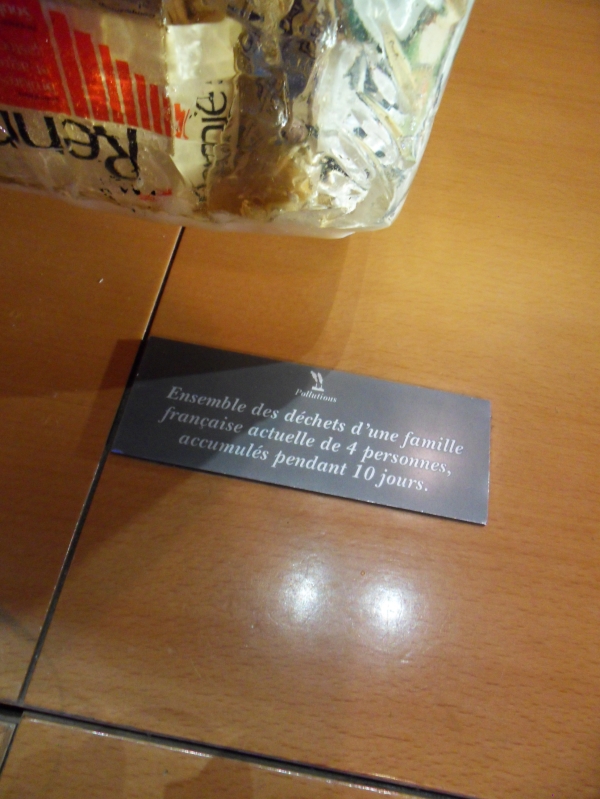 Pollutions
Ensemble des déchets d'une famille
française actuelle de 4 personnes,
accumulés pendant 10 jours.